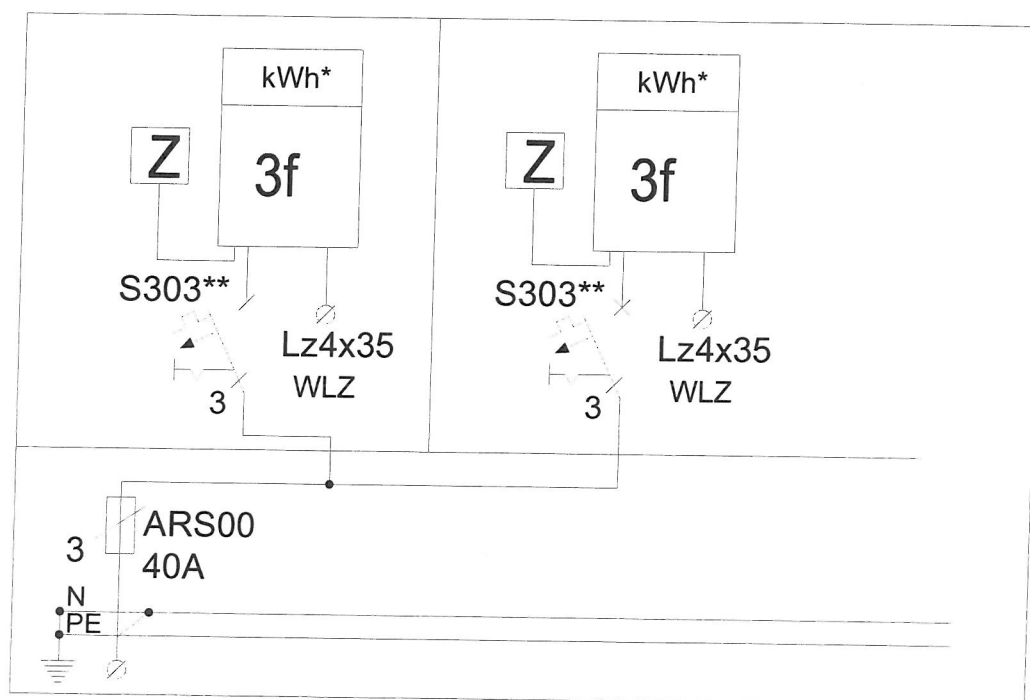 kWh*
3f
Z
S303**
Lz4x35
WLZ
3
kWh*
3f
Z
S303**
Lz4x35
WLZ
3
ARS00
40A
3
N
PE